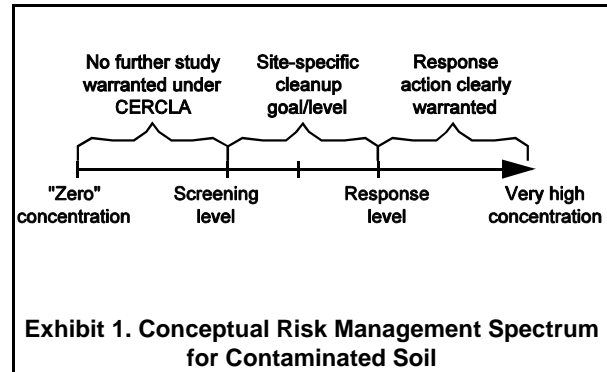 No further study
warranted under
CERCLA
Site-specific
cleanup
goal/level
Response
action clearly
warranted
"Zero"
concentration
Screening
level
Response
level
Very high
concentration
Exhibit 1. Conceptual Risk Management Spectrum
for Contaminated Soil